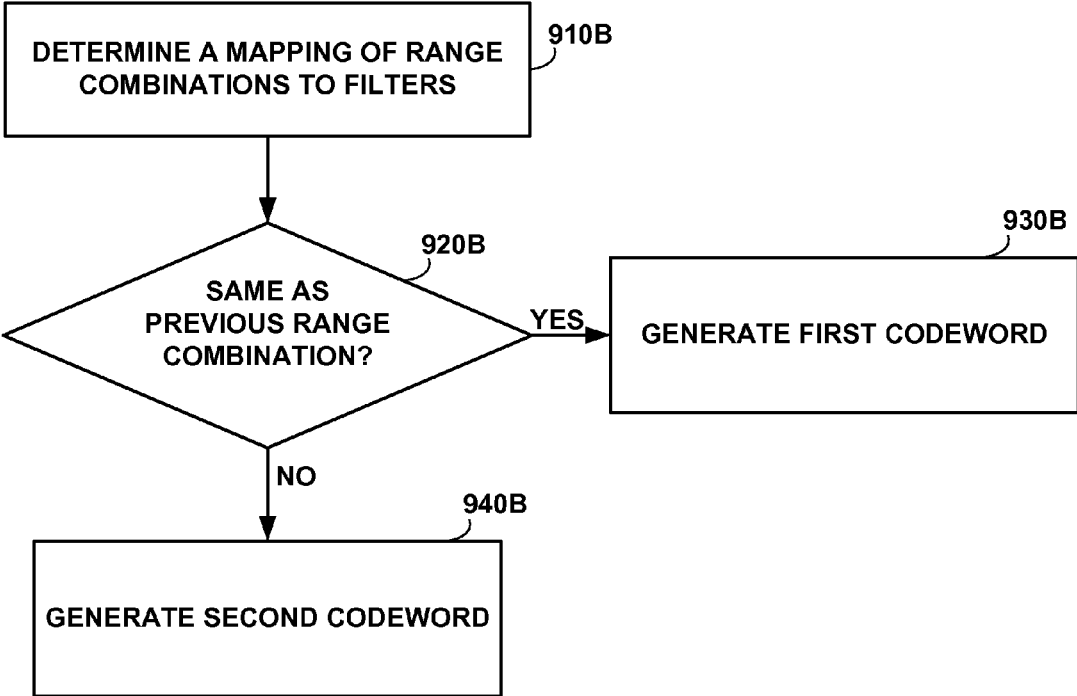 DETERMINE A MAPPING OF RANGE
COMBINATIONS TO FILTERS
910B
SAME AS
PREVIOUS RANGE
COMBINATION?
920B
YES
930B
GENERATE FIRST CODEWORD
NO
940B
GENERATE SECOND CODEWORD